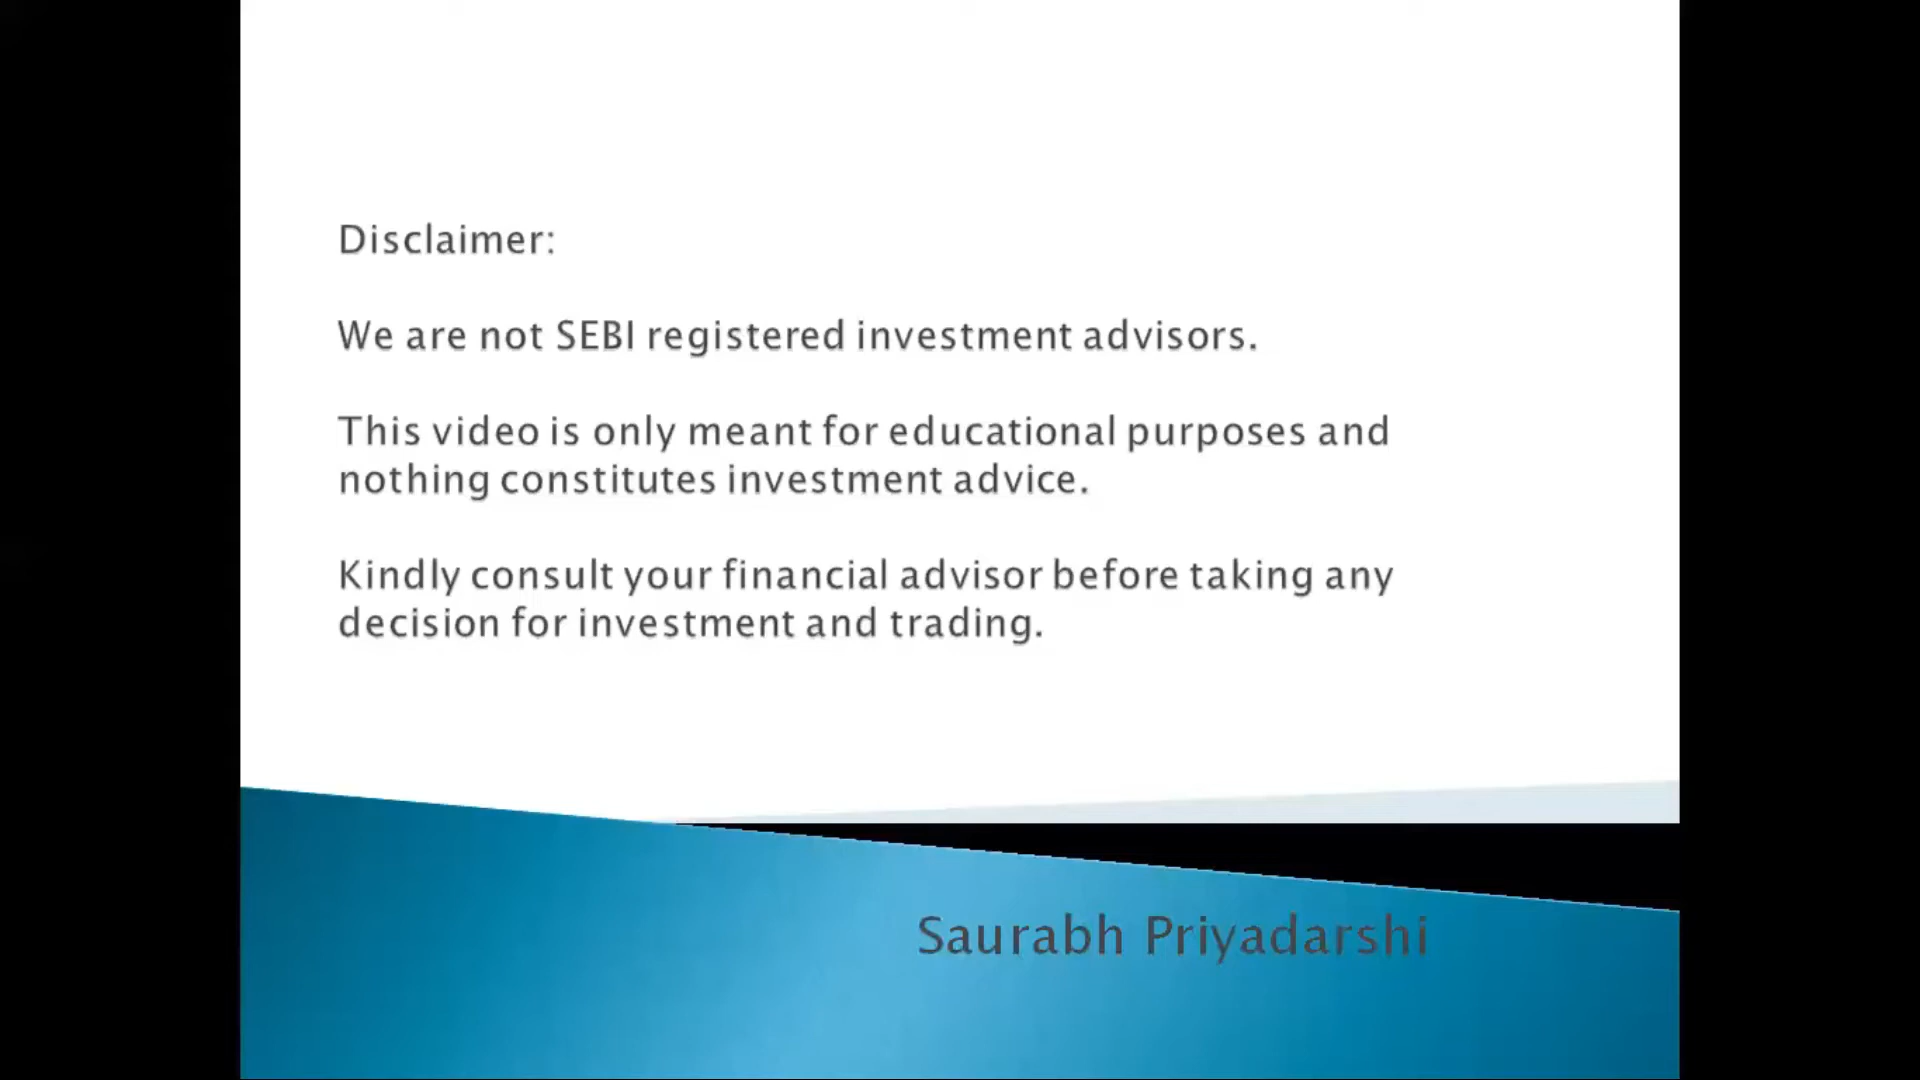 Disclaimer:
We are not SEBI registered investment advisors.
This video is only meant for educational purposes and
nothing constitutes investment advice.
Kindly consult your financial advisor before taking any
decision for investment and trading.
Saurabh Priyadarshi